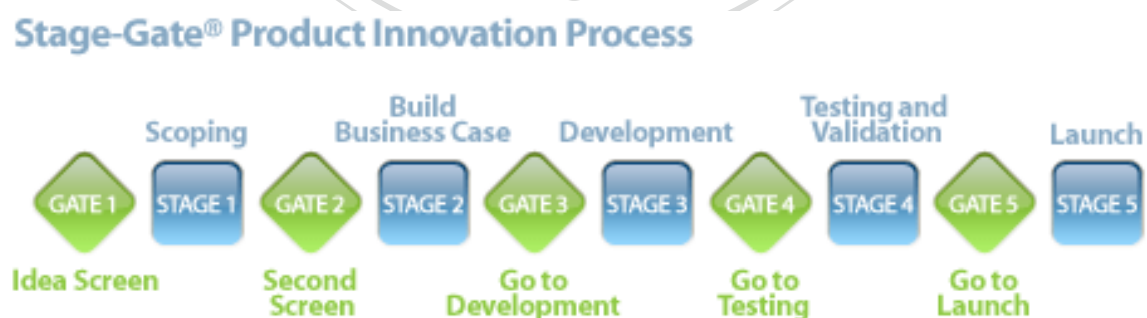 Stage-Gate® Product Innovation Process
Scoping
Build
Business Case
Development
Testing and
Validation
Launch
GATE 1
STAGE 1
GATE 2
STAGE 2
GATE 3
STAGE 3
GATE 4
STAGE 4
GATE 5
STAGE 5
Idea Screen
Second
Screen
Go to
Development
Go to
Testing
Go to
Launch